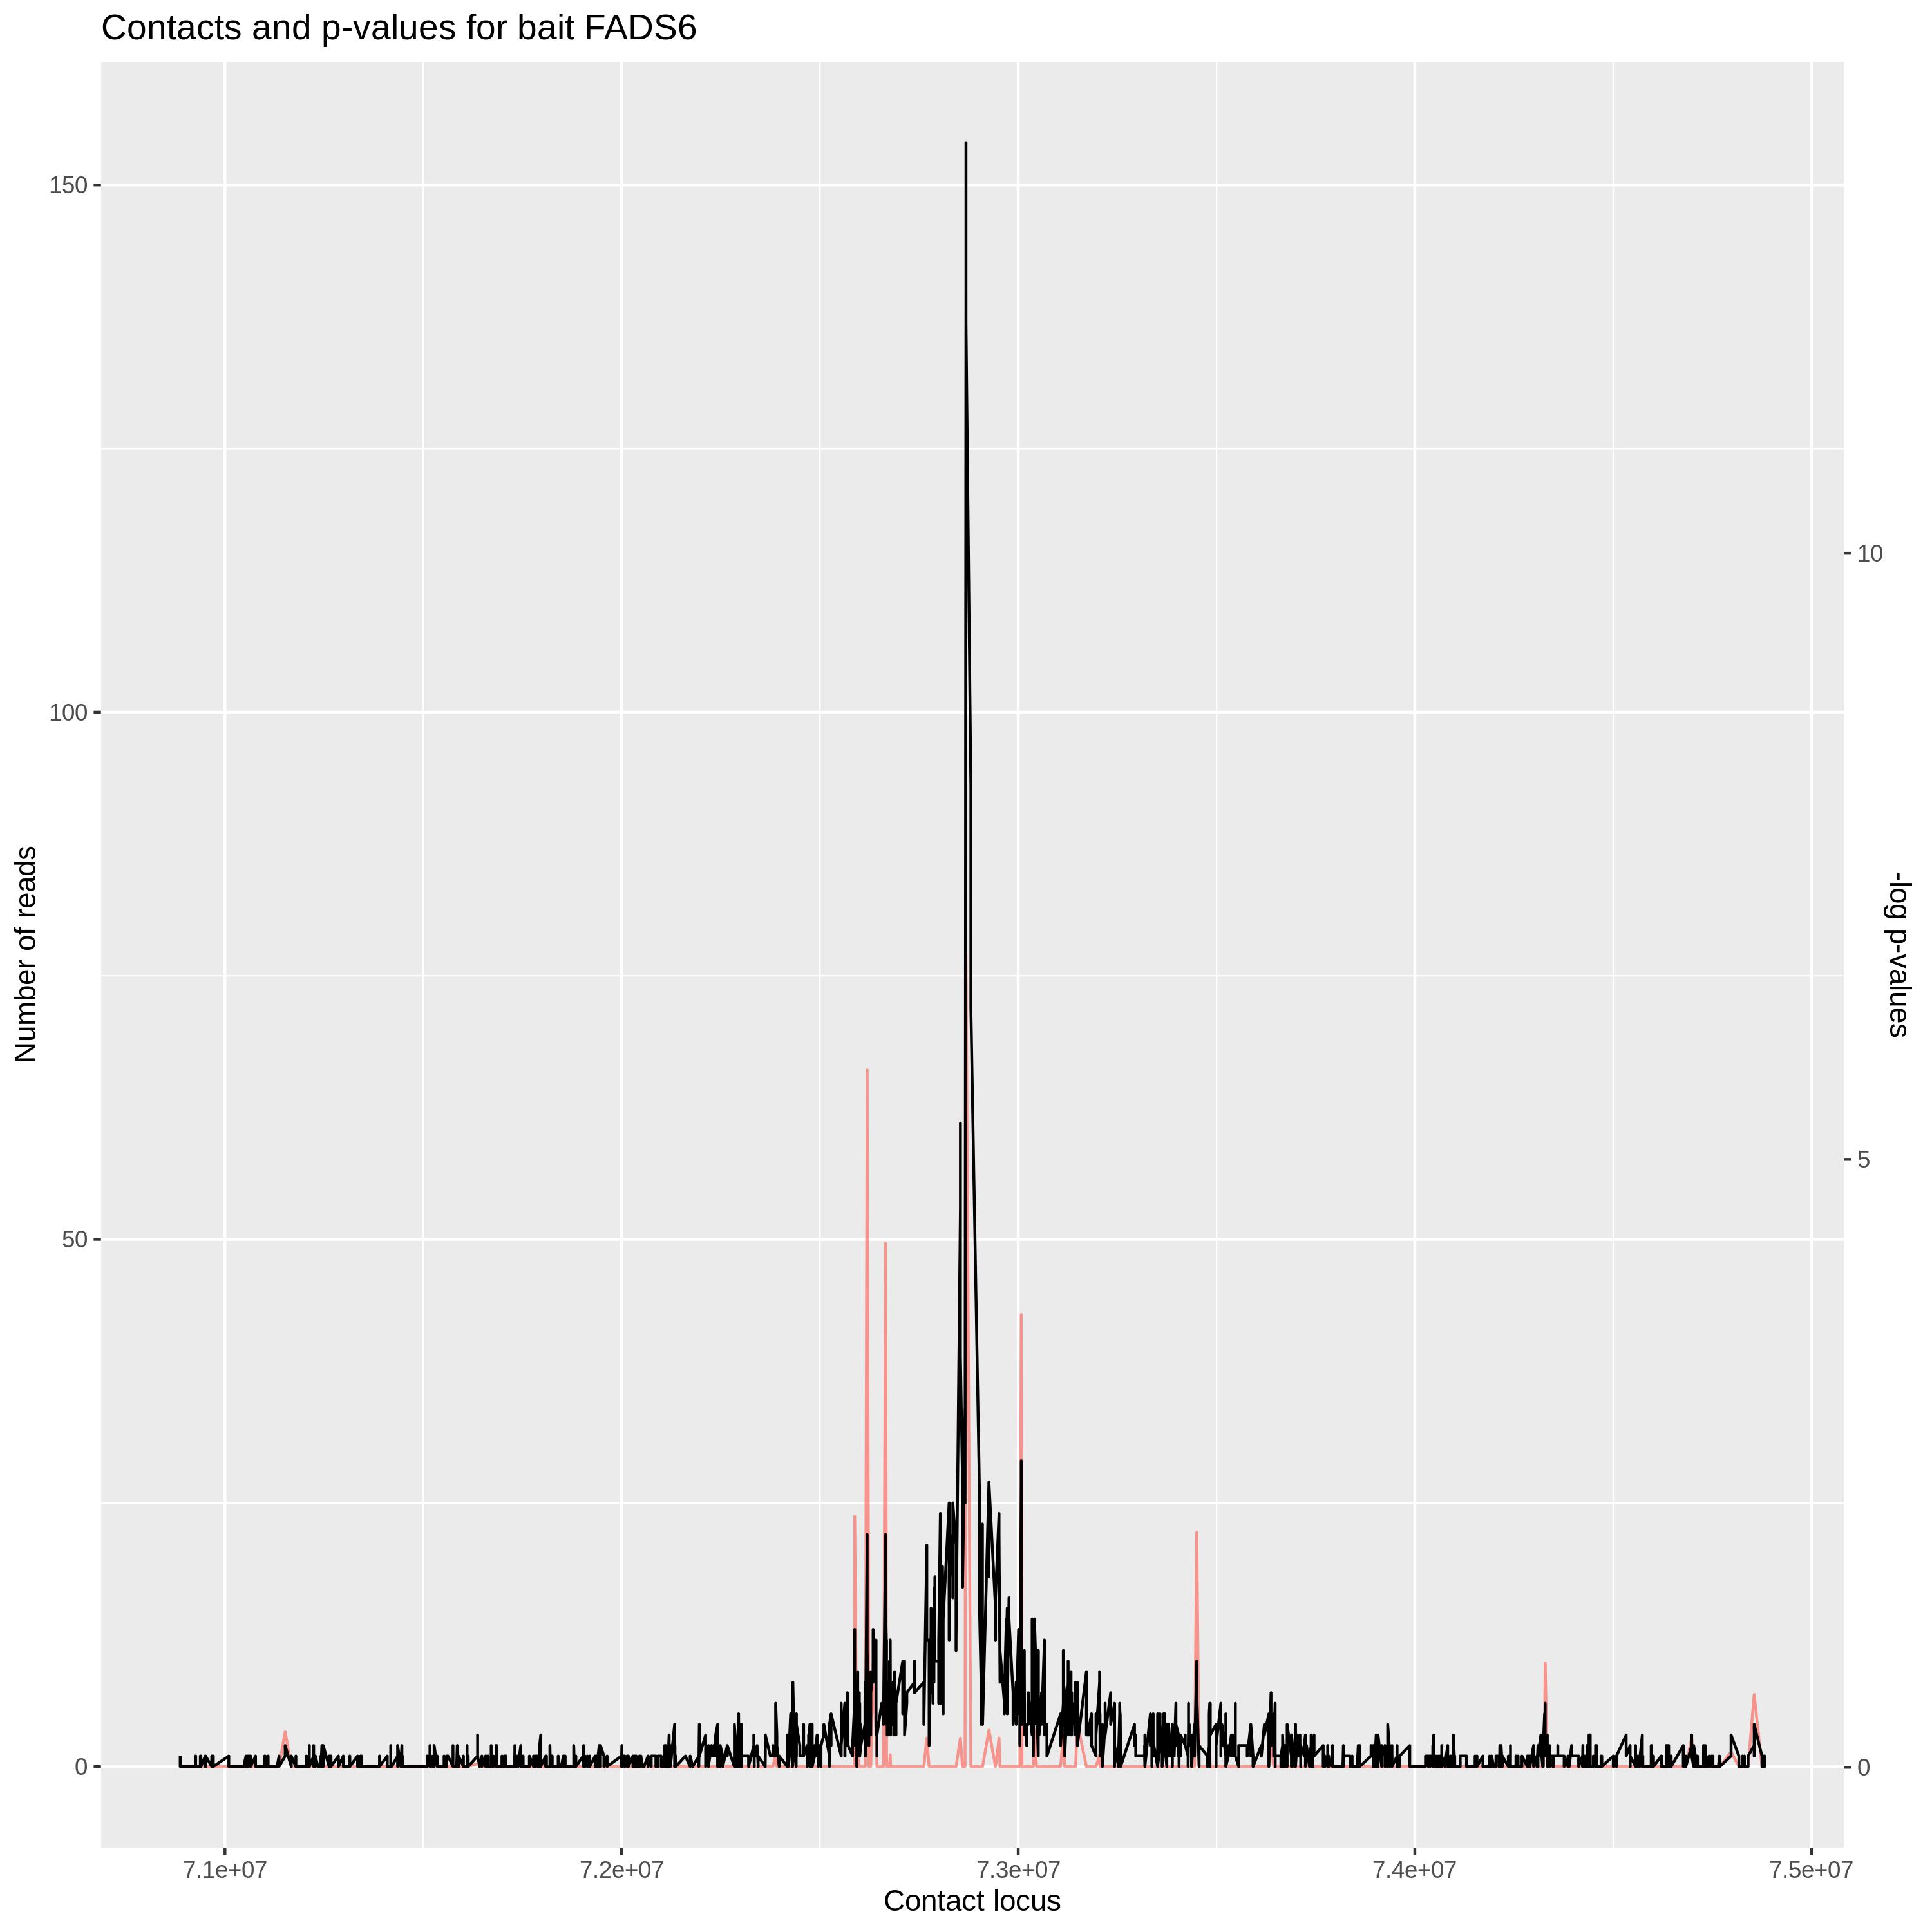 Contacts and p-values for bait FADS6
150
100
50
0
Number of reads
10
5
0
-log p-values
7.1e+07
7.2e+07
7.3e+07
7.4e+07
7.5e+07
Contact locus